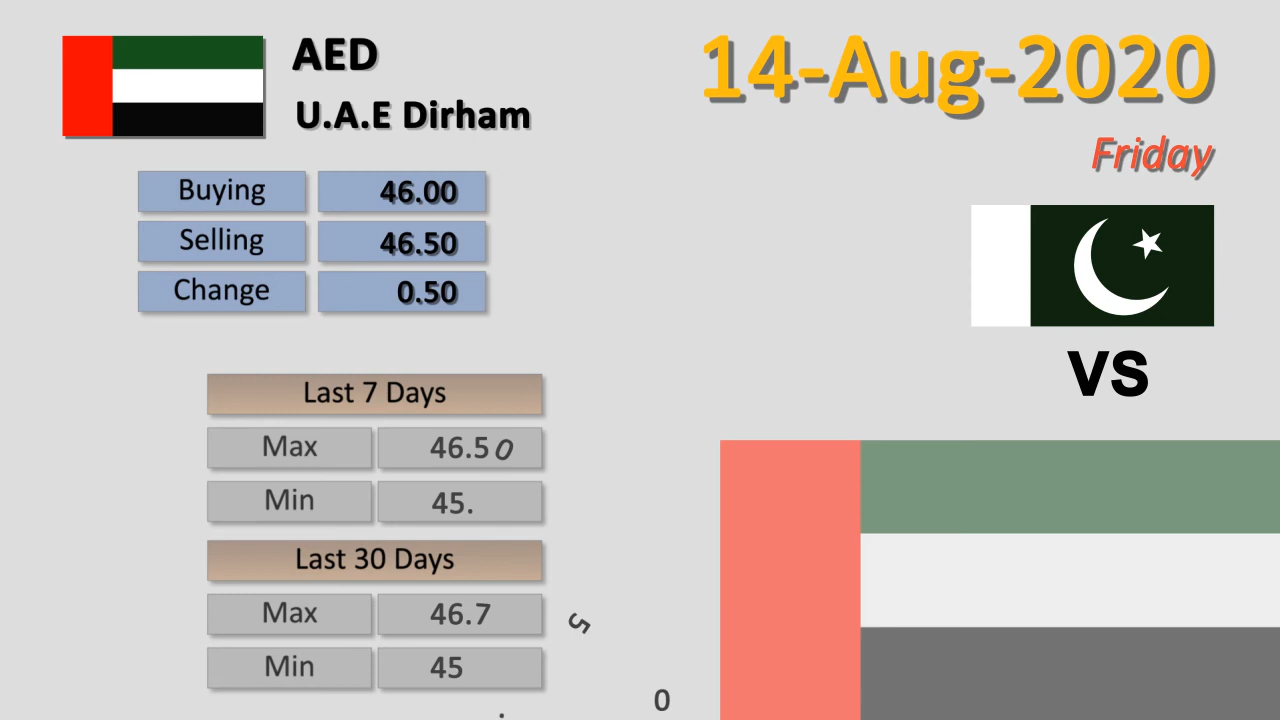 AED
U.A.E Dirham
14-Aug-2020
Friday
Buying 46.00
Selling 46.50
Change 0.50
VS
Last 7 Days
Max 46.50
Min 45.
Last 30 Days
Max 46.7
5
Min 45
. 0